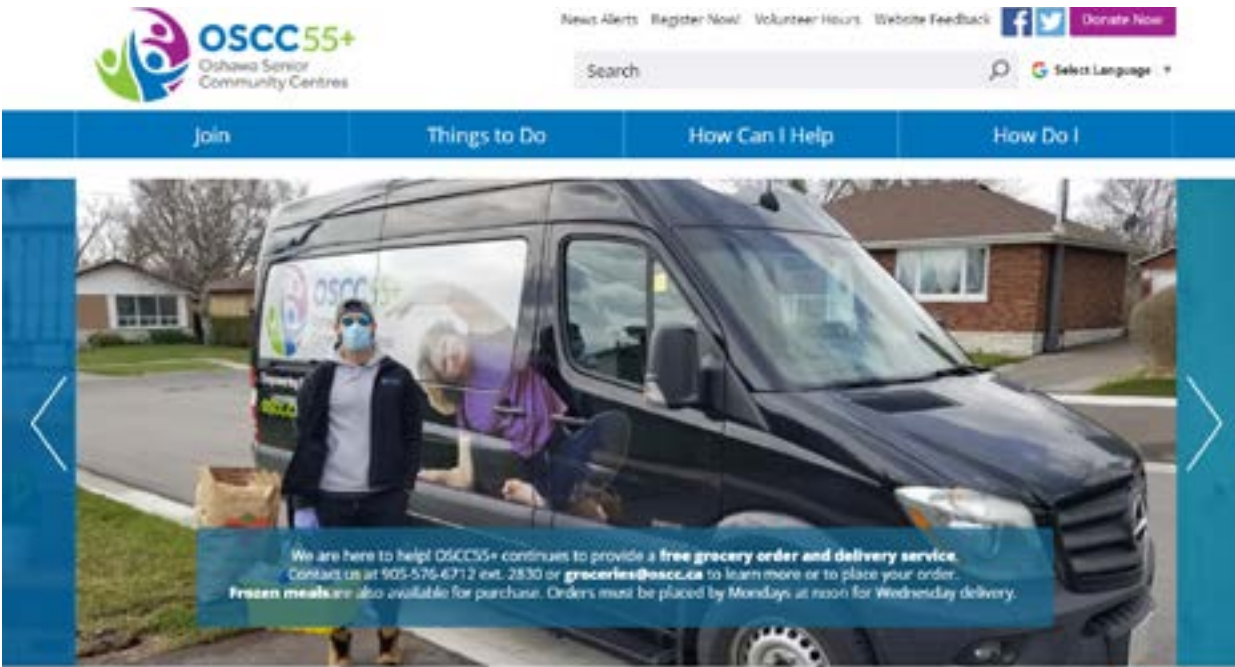 OSCC 55+
Oshawa Senior
Community Centres
News Alerts Register Now! Volunteer Hours Website Feedback
Donate Now
Search
Select Language
Join
Things to Do
How Can I Help
How Do I
OSCC 55+
We are here to help! OSCC55+ continues to provide a free grocery order and delivery service.
Contact us at 905-576-6712 ext. 2830 or groceries@oscc.ca to learn more or to place your order.
Frozen meals are also available for purchase. Orders must be placed by Mondays at noon for Wednesday delivery.